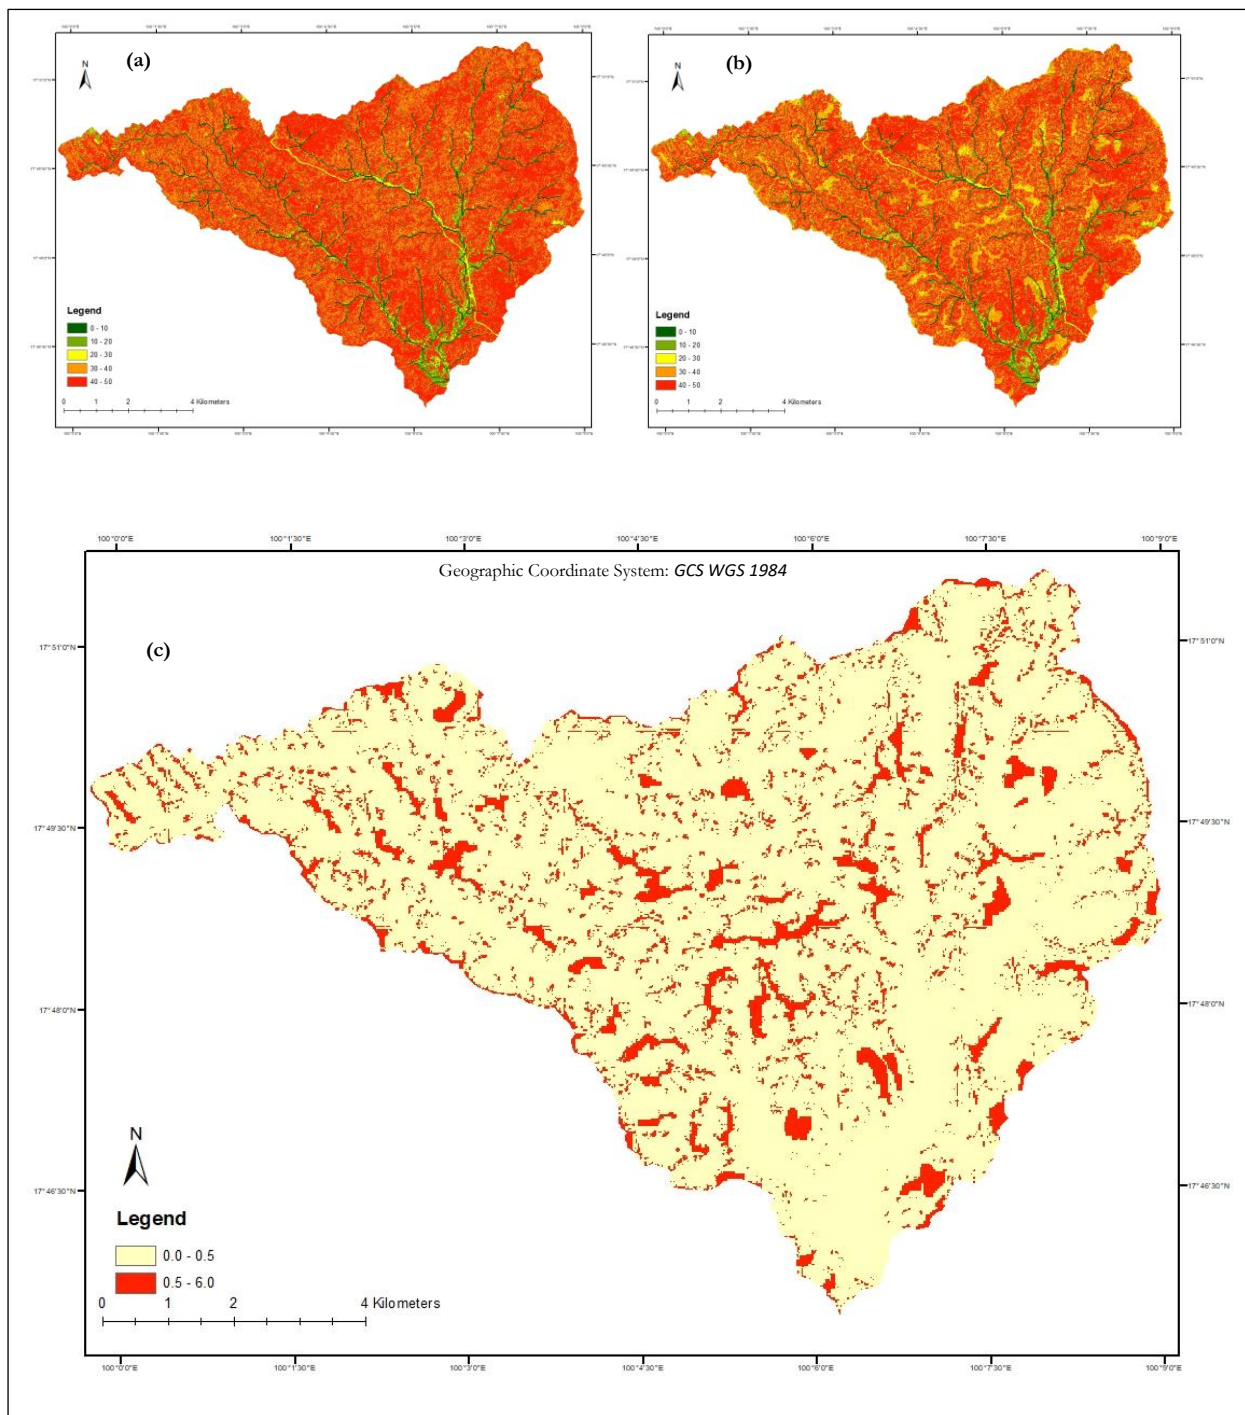 (a)
N
Legend
0 - 10
10 - 20
20 - 30
30 - 40
40 - 50
0 1 2 4 Kilometers
(b)
N
Legend
0 - 10
10 - 20
20 - 30
30 - 40
40 - 50
0 1 2 4 Kilometers
100°0'0"E 100°1'30"E 100°3'0"E 100°4'30"E 100°6'0"E 100°7'30"E 100°9'0"E
Geographic Coordinate System: GCS WGS 1984
(c)
17°51'0"N 17°51'0"N
17°49'30"N 17°49'30"N
17°48'0"N 17°48'0"N
17°46'30"N 17°46'30"N
N
Legend
0.0 - 0.5
0.5 - 6.0
0 1 2 4 Kilometers
100°0'0"E 100°1'30"E 100°3'0"E 100°4'30"E 100°6'0"E 100°7'30"E 100°9'0"E